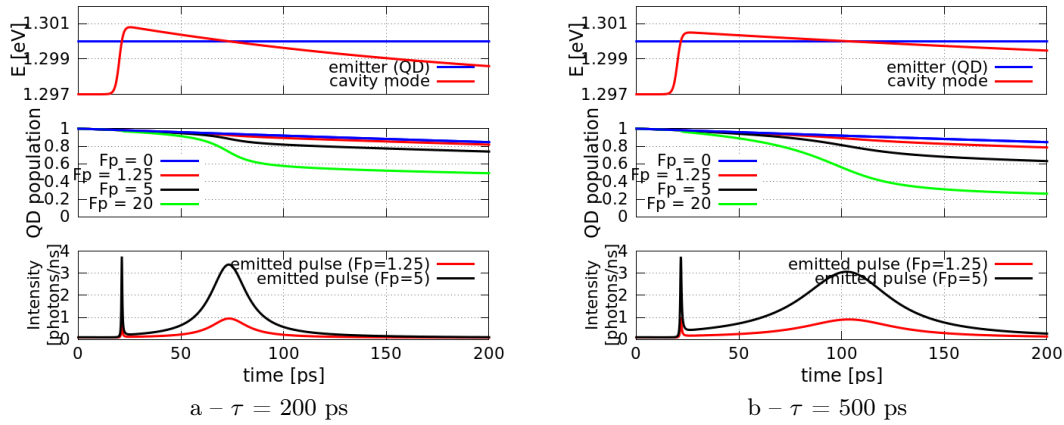 1.301
1.299
1.297
E [eV]
emitter (QD)
cavity mode
1
0.8
0.6
0.4
0.2
0
QD population
Fp = 0
Fp = 1.25
Fp = 5
Fp = 20
4
3
2
1
0
Intensity
[photons/ns]
emitted pulse (Fp=1.25)
emitted pulse (Fp=5)
0 50 100 150 200
time [ps]
a – τ = 200 ps
1.301
1.299
1.297
E [eV]
emitter (QD)
cavity mode
1
0.8
0.6
0.4
0.2
0
QD population
Fp = 0
Fp = 1.25
Fp = 5
Fp = 20
4
3
2
1
0
Intensity
[photons/ns]
emitted pulse (Fp=1.25)
emitted pulse (Fp=5)
0 50 100 150 200
time [ps]
b – τ = 500 ps